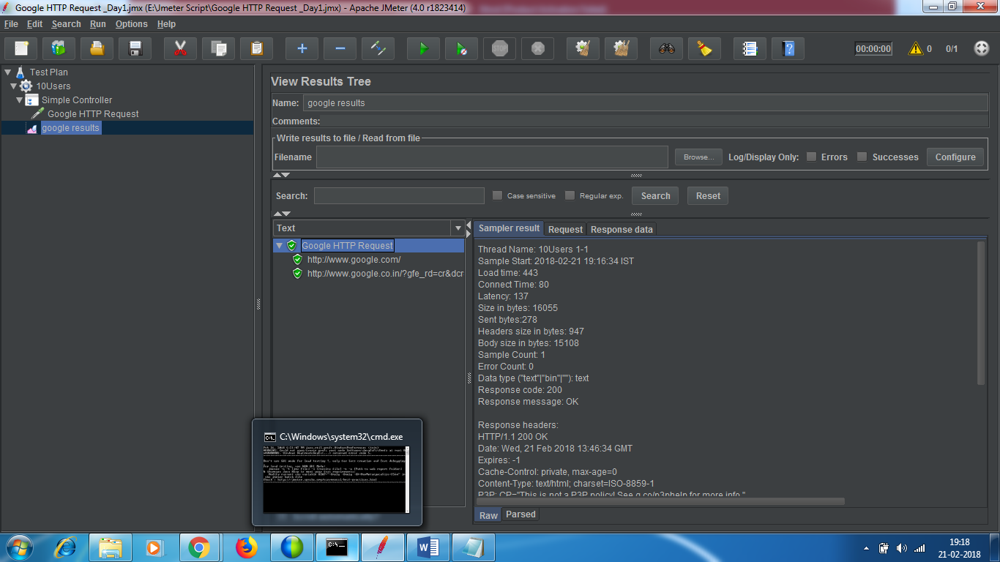 Google HTTP Request _Day1.jmx (E:\Jmeter Script\Google HTTP Request _Day1.jmx) - Apache JMeter (4.0 r1823414)
File Edit Search Run Options Help
00:00:00 0 0/1
Test Plan
10Users
Simple Controller
Google HTTP Request
google results
View Results Tree
Name: google results
Comments:
Write results to file / Read from file
Filename Browse... Log/Display Only: Errors Successes Configure
Search: Case sensitive Regular exp. Search Reset
Text
Google HTTP Request
http://www.google.com/
http://www.google.co.in/?gfe_rd=cr&dcr
Sampler result Request Response data
Thread Name: 10Users 1-1
Sample Start: 2018-02-21 19:16:34 IST
Load time: 443
Connect Time: 80
Latency: 137
Size in bytes: 16055
Sent bytes:278
Headers size in bytes: 947
Body size in bytes: 15108
Sample Count: 1
Error Count: 0
Data type ("text"|"bin"|""): text
Response code: 200
Response message: OK
Response headers:
HTTP/1.1 200 OK
Date: Wed, 21 Feb 2018 13:46:34 GMT
Expires: -1
Cache-Control: private, max-age=0
Content-Type: text/html; charset=ISO-8859-1
P3P: CP="This is not a P3P policy! See g.co/p3phelp for more info."
Raw Parsed
C:\Windows\system32\cmd.exe
19:18
21-02-2018